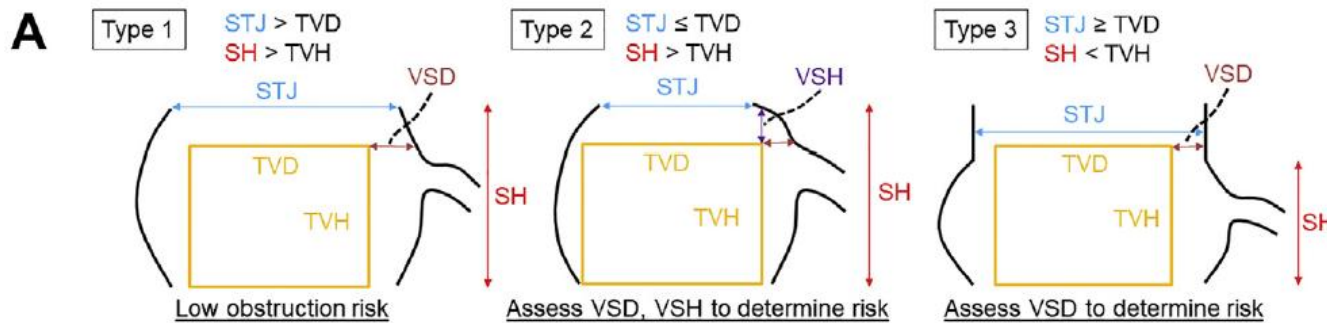 A
Type 1
STJ > TVD
SH > TVH
VSD
STJ
TVD
TVH
SH
Low obstruction risk
Type 2
STJ ≤ TVD
SH > TVH
VSH
STJ
TVD
TVH
SH
Assess VSD, VSH to determine risk
Type 3
STJ ≥ TVD
SH < TVH
VSD
STJ
TVD
TVH
SH
Assess VSD to determine risk